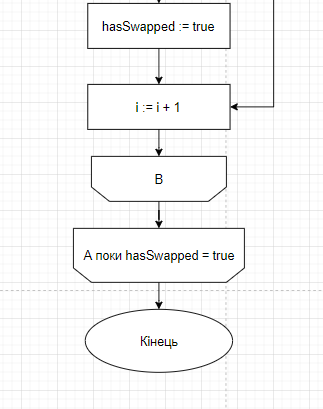 hasSwapped := true
i := i + 1
B
А поки hasSwapped = true
Кінець